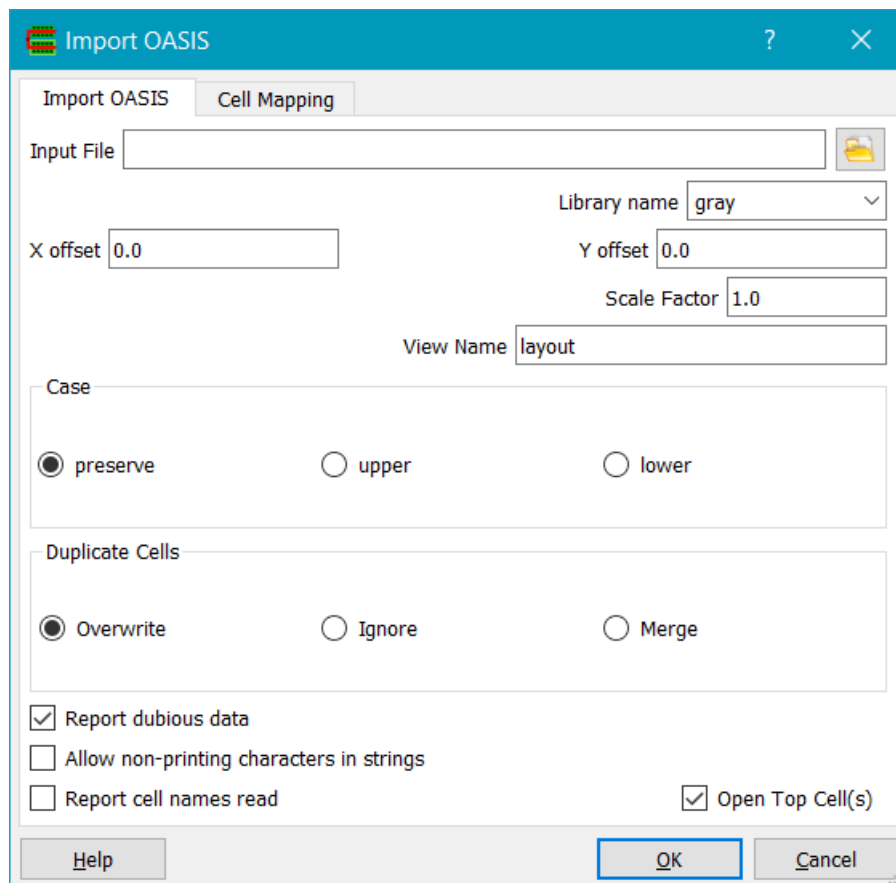 Import OASIS
?
Import OASIS Cell Mapping
Input File
Library name gray
X offset 0.0 Y offset 0.0
Scale Factor 1.0
View Name layout
Case
preserve upper lower
Duplicate Cells
Overwrite Ignore Merge
Report dubious data
Allow non-printing characters in strings
Report cell names read Open Top Cell(s)
Help OK Cancel